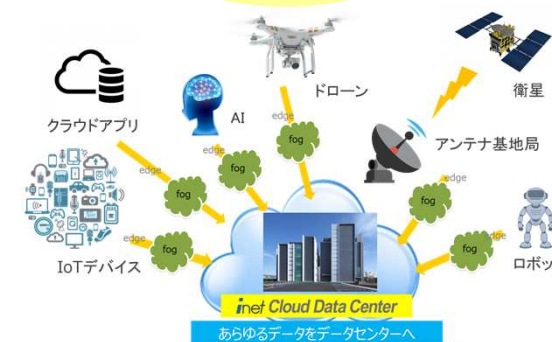 ドローン
衛星
クラウドアプリ
AI
アンテナ基地局
edge
fog
edge
fog
edge
fog
edge
fog
IoTデバイス
edge
fog
edge
fog
ロボッ
inet Cloud Data Center
あらゆるデータをデータセンターへ